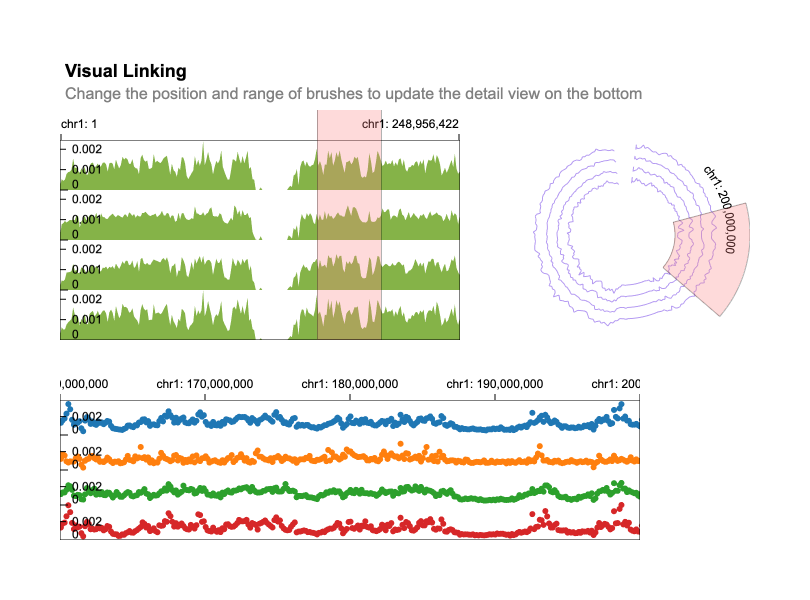 Visual Linking
Change the position and range of brushes to update the detail view on the bottom
chr1: 1
chr1: 248,956,422
0.002
0.001
0
0.002
0.001
0
0.002
0.001
0
0.002
0.001
0
chr1: 200,000,000
0,000,000
chr1: 170,000,000
chr1: 180,000,000
chr1: 190,000,000
chr1: 200
0.002
0
0.002
0
0.002
0
0.002
0